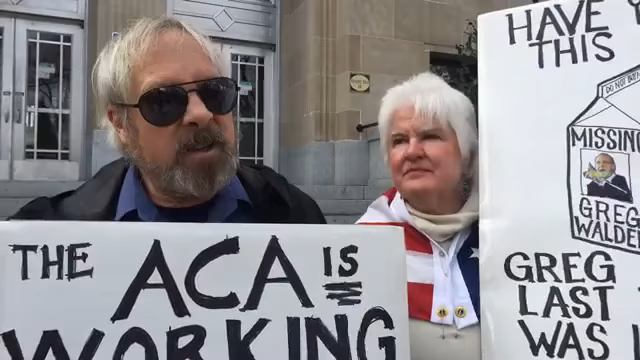 THE ACA IS
WORKING
HAVE
THIS
DO NOT
MISSING
GREG
WALDEN
GREG
LAST
WAS